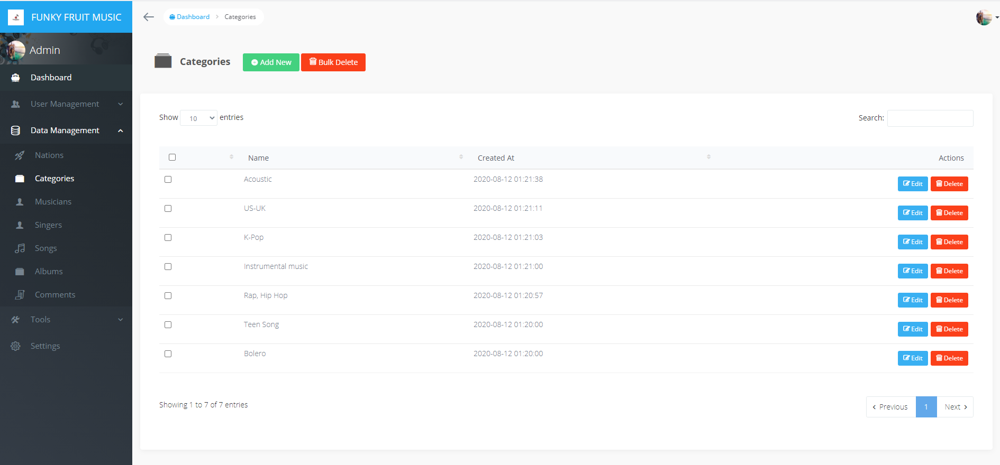 FUNKY FRUIT MUSIC
Dashboard > Categories
Admin
Dashboard
User Management
Data Management
Nations
Categories
Musicians
Singers
Songs
Albums
Comments
Tools
Settings
Categories Add New Bulk Delete
Show 10 entries Search:
Name Created At Actions
Acoustic 2020-08-12 01:21:38 Edit Delete
US-UK 2020-08-12 01:21:11 Edit Delete
K-Pop 2020-08-12 01:21:03 Edit Delete
Instrumental music 2020-08-12 01:21:00 Edit Delete
Rap, Hip Hop 2020-08-12 01:20:57 Edit Delete
Teen Song 2020-08-12 01:20:00 Edit Delete
Bolero 2020-08-12 01:20:00 Edit Delete
Showing 1 to 7 of 7 entries ‹ Previous 1 Next ›